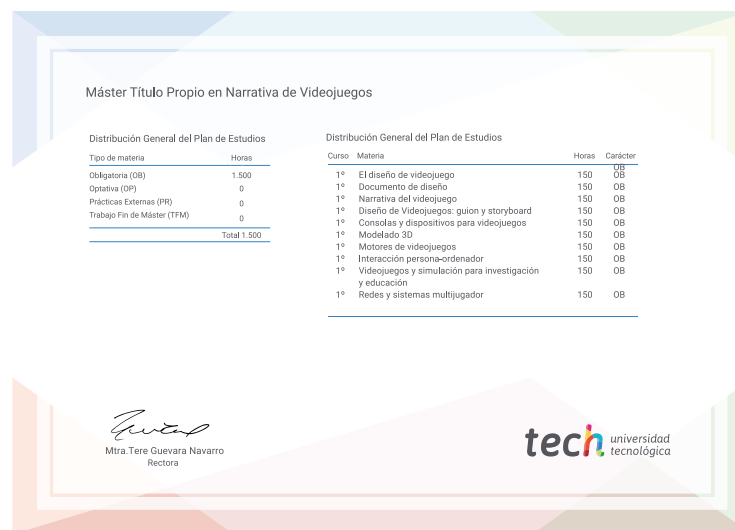 Máster Título Propio en Narrativa de Videojuegos
Distribución General del Plan de Estudios
Tipo de materia Horas
Obligatoria (OB) 1.500
Optativa (OP) 0
Prácticas Externas (PR) 0
Trabajo Fin de Máster (TFM) 0
Total 1.500
Distribución General del Plan de Estudios
Curso Materia Horas Carácter
OB
1º El diseño de videojuego 150 OB
1º Documento de diseño 150 OB
1º Narrativa del videojuego 150 OB
1º Diseño de Videojuegos: guion y storyboard 150 OB
1º Consolas y dispositivos para videojuegos 150 OB
1º Modelado 3D 150 OB
1º Motores de videojuegos 150 OB
1º Interacción persona-ordenador 150 OB
1º Videojuegos y simulación para investigación 150 OB
y educación
1º Redes y sistemas multijugador 150 OB
Mtra.Tere Guevara Navarro
Rectora
tech universidad
tecnológica